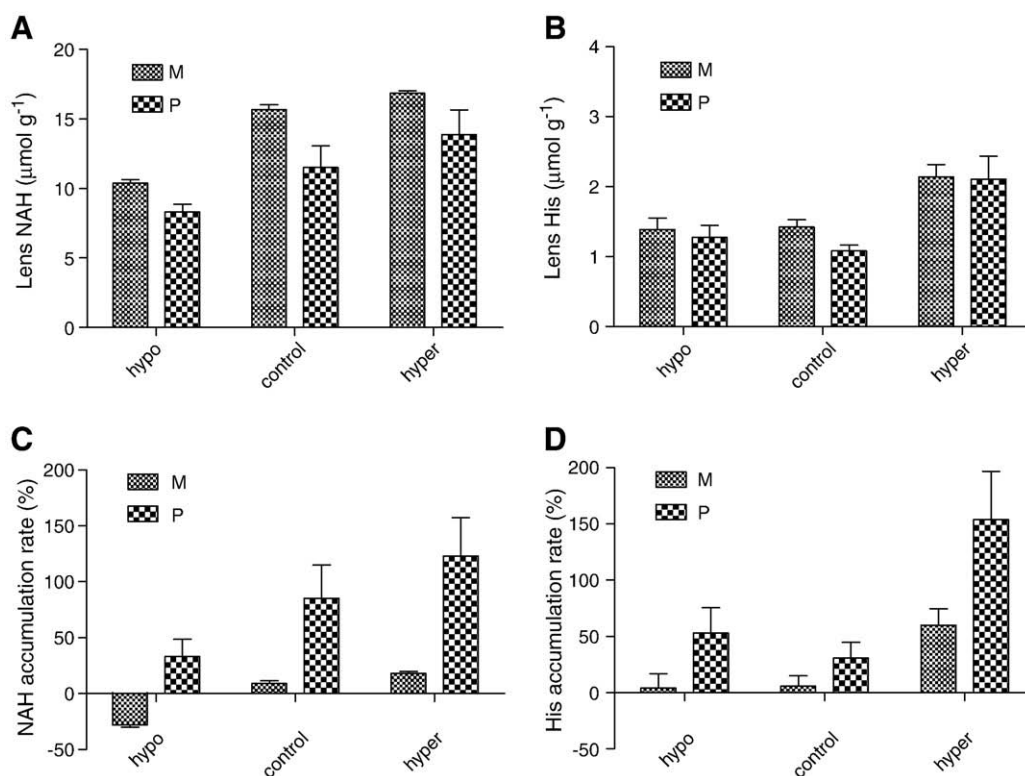 A
Lens NAH (μmol g⁻¹)
20
15
10
5
0
M
P
hypo
control
hyper
B
Lens His (μmol g⁻¹)
4
3
2
1
0
M
P
hypo
control
hyper
C
NAH accumulation rate (%)
200
150
100
50
0
-50
M
P
hypo
control
hyper
D
His accumulation rate (%)
200
150
100
50
0
-50
M
P
hypo
control
hyper